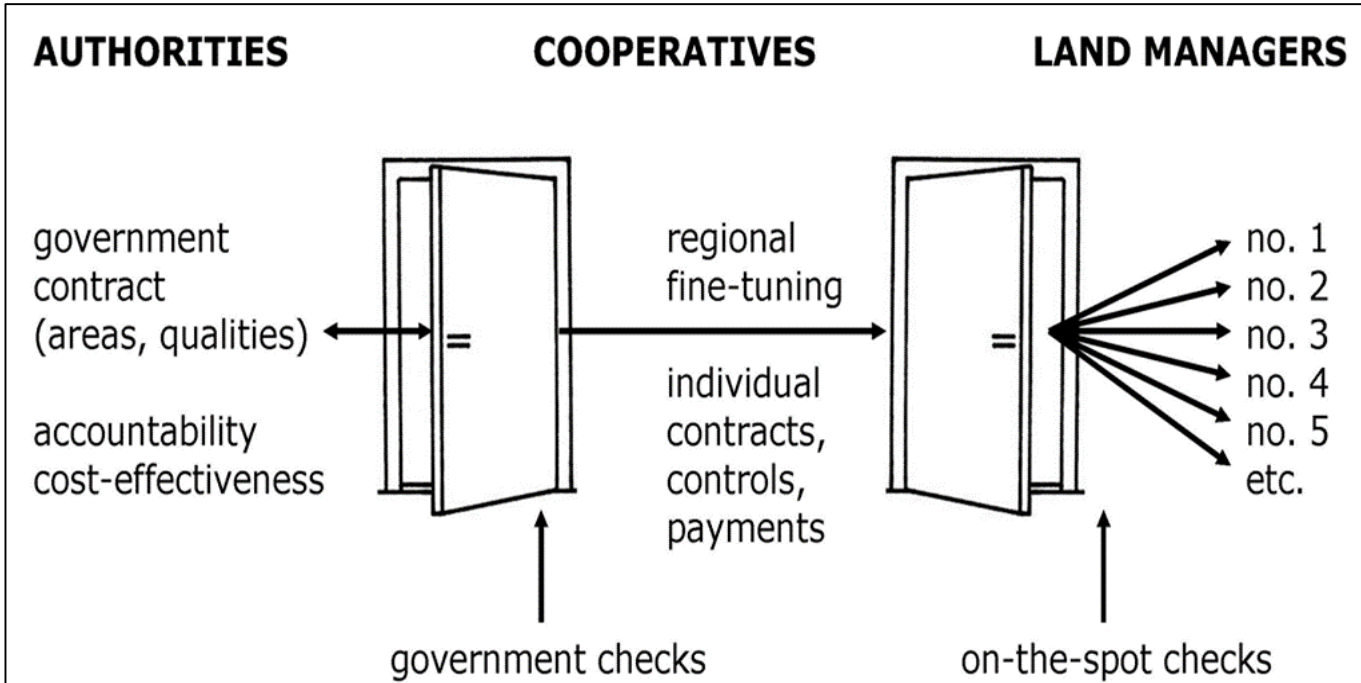 AUTHORITIES
COOPERATIVES
LAND MANAGERS
government
contract
(areas, qualities)
accountability
cost-effectiveness
regional
fine-tuning
individual
contracts,
controls,
payments
no. 1
no. 2
no. 3
no. 4
no. 5
etc.
government checks
on-the-spot checks